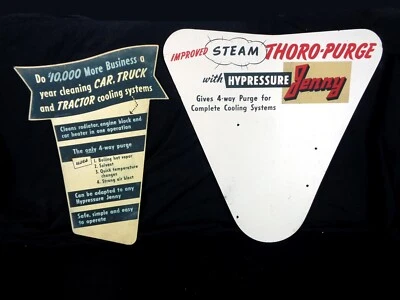 Do $10,000 More Business a
year cleaning CAR, TRUCK
and TRACTOR cooling systems
Cleans radiator, engine block and
car heater in one operation
The only 4-way purge
1. Boiling hot vapor
2. Solvent
3. Quick temperature
changer
4. Strong air blast
Can be adapted to any
Hypressure Jenny
Safe, simple and easy
to operate
IMPROVED STEAM THORO-PURGE
with HYPRESSURE Jenny
Gives 4-way Purge for
Complete Cooling Systems